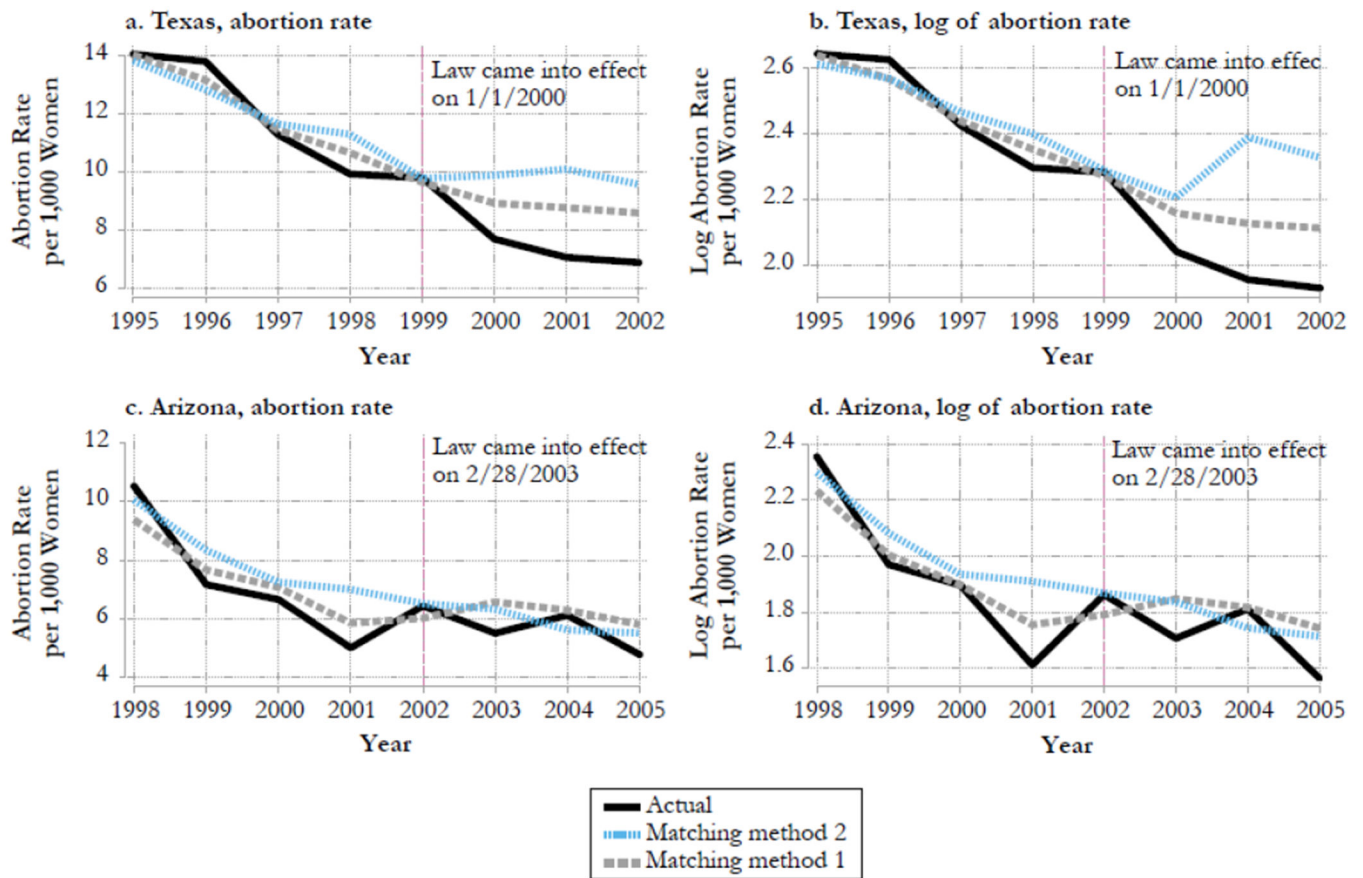 a. Texas, abortion rate
Abortion Rate
per 1,000 Women
14
12
10
8
6
Law came into effect
on 1/1/2000
1995 1996 1997 1998 1999 2000 2001 2002
Year
b. Texas, log of abortion rate
Log Abortion Rate
per 1,000 Women
2.6
2.4
2.2
2.0
Law came into effec
on 1/1/2000
1995 1996 1997 1998 1999 2000 2001 2002
Year
c. Arizona, abortion rate
Abortion Rate
per 1,000 Women
12
10
8
6
4
Law came into effect
on 2/28/2003
1998 1999 2000 2001 2002 2003 2004 2005
Year
d. Arizona, log of abortion rate
Log Abortion Rate
per 1,000 Women
2.4
2.2
2.0
1.8
1.6
Law came into effect
on 2/28/2003
1998 1999 2000 2001 2002 2003 2004 2005
Year
Actual
Matching method 2
Matching method 1